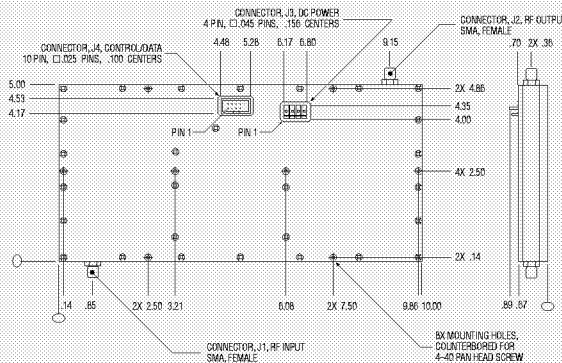 CONNECTOR, J3, DC POWER
4 PIN, □.045 PINS, .156 CENTERS
CONNECTOR, J2, RF OUTPUT
SMA, FEMALE
CONNECTOR, J4, CONTROL/DATA
10 PIN, □.025 PINS, .100 CENTERS
4.48 5.28 6.17 6.80 9.15 .70 2X .36
5.00
4.53
4.17
2X 4.86
4.35
4.00
PIN 1 PIN 1
4X 2.50
2X .14
.14 .85 2X 2.50 3.21 6.08 2X 7.50 9.86 10.00 .89 .67
CONNECTOR, J1, RF INPUT
SMA, FEMALE
8X MOUNTING HOLES,
COUNTERBORED FOR
4-40 PAN HEAD SCREW